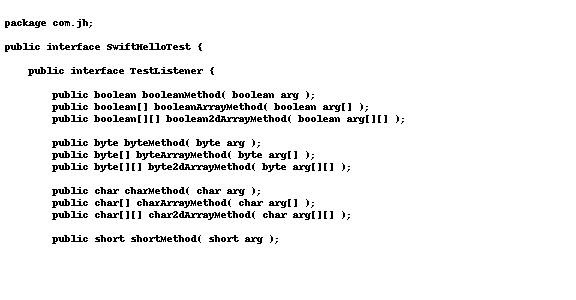 package com.jh;
public interface SwiftHelloTest {
public interface TestListener {
public boolean booleanMethod( boolean arg );
public boolean[] booleanArrayMethod( boolean arg[] );
public boolean[][] boolean2dArrayMethod( boolean arg[][] );
public byte byteMethod( byte arg );
public byte[] byteArrayMethod( byte arg[] );
public byte[][] byte2dArrayMethod( byte arg[][] );
public char charMethod( char arg );
public char[] charArrayMethod( char arg[] );
public char[][] char2dArrayMethod( char arg[][] );
public short shortMethod( short arg );